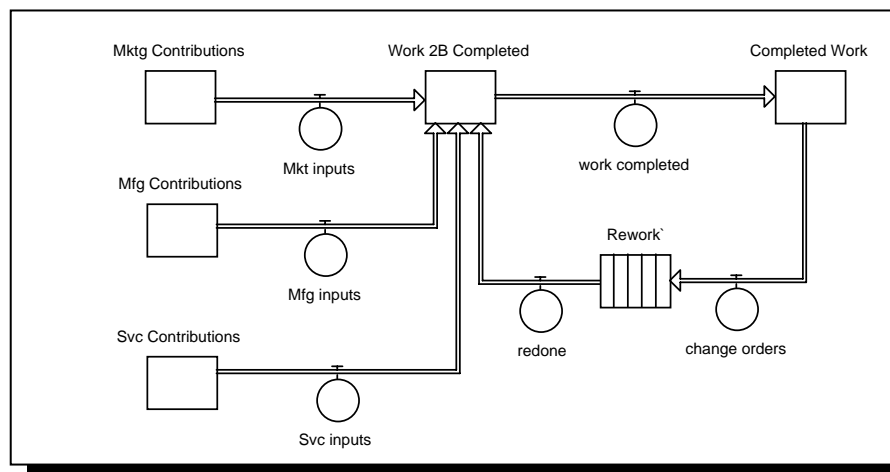 Mktg Contributions
Work 2B Completed
Completed Work
Mkt inputs
work completed
Mfg Contributions
Rework`
Mfg inputs
redone
change orders
Svc Contributions
Svc inputs